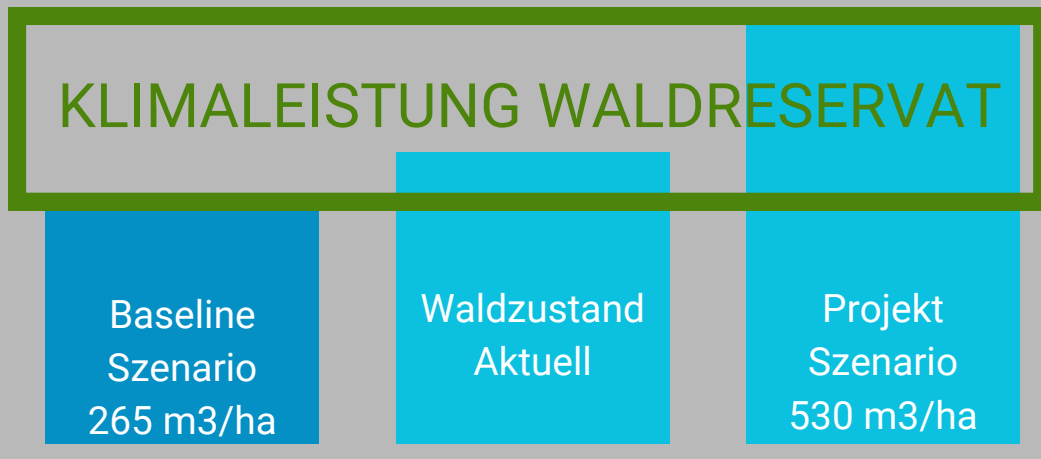 KLIMALEISTUNG WALDRESERVAT
Baseline
Szenario
265 m3/ha
Waldzustand
Aktuell
Projekt
Szenario
530 m3/ha